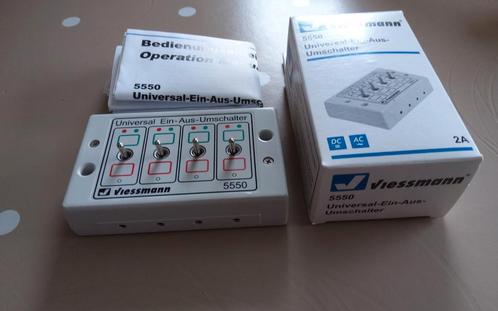 Bedienungs
Operation
5550
Universal-Ein-Aus-Ums
Universal Ein-Aus-Umschalter
Viessmann
5550
Viessmann
5550
Universal-Ein-Aus-
Umschalter
DC
AC
2A
Viessmann
5550
Universal-Ein-Aus-
Umschalter